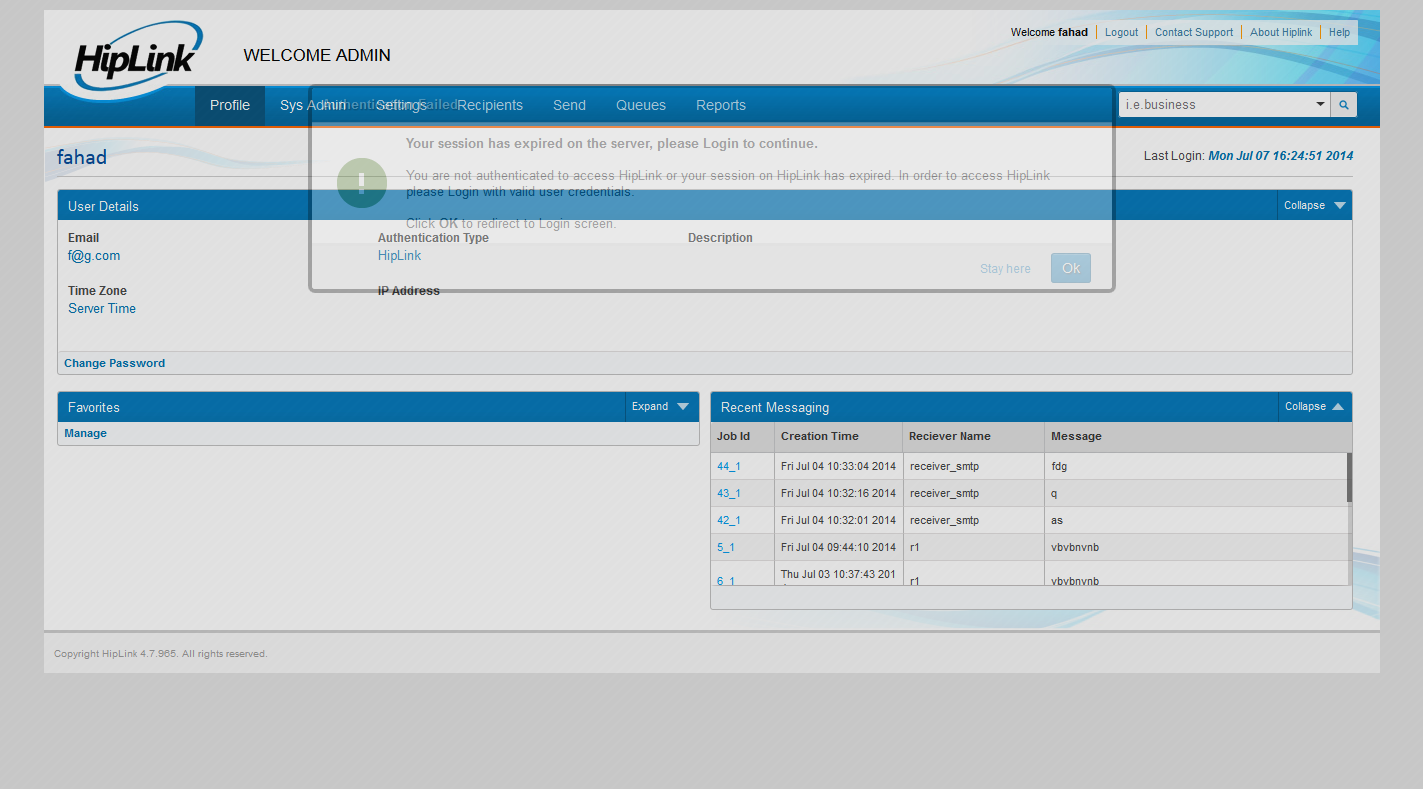 HipLink
WELCOME ADMIN
Welcome fahad
Logout
Contact Support
About Hiplink
Help
Profile
Sys Admin
Settings
Recipients
Send
Queues
Reports
i.e.business
Authentication Failed
Your session has expired on the server, please Login to continue.
You are not authenticated to access HipLink or your session on HipLink has expired. In order to access HipLink
please Login with valid user credentials.
Click OK to redirect to Login screen.
Stay here
Ok
fahad
Last Login: Mon Jul 07 16:24:51 2014
User Details
Collapse
Email
Authentication Type
Description
f@g.com
HipLink
Time Zone
IP Address
Server Time
Change Password
Favorites
Expand
Manage
Recent Messaging
Collapse
Job Id Creation Time Reciever Name Message
44_1 Fri Jul 04 10:33:04 2014 receiver_smtp fdg
43_1 Fri Jul 04 10:32:16 2014 receiver_smtp q
42_1 Fri Jul 04 10:32:01 2014 receiver_smtp as
5_1 Fri Jul 04 09:44:10 2014 r1 vbvbnvnb
6_1 Thu Jul 03 10:37:43 201 r1 vbvbnvnb
Copyright HipLink 4.7.965. All rights reserved.